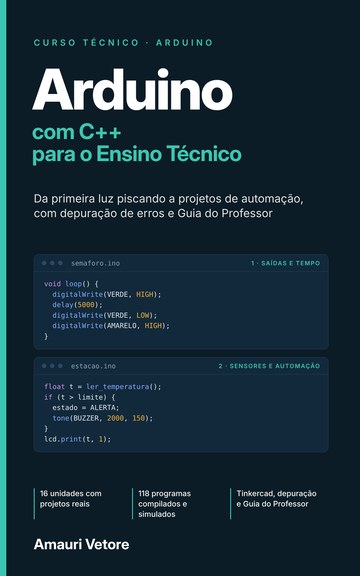 CURSO TÉCNICO · ARDUINO
Arduino
com C++
para o Ensino Técnico
Da primeira luz piscando a projetos de automação,
com depuração de erros e Guia do Professor
semaforo.ino
1 · SAÍDAS E TEMPO
void loop() {
  digitalWrite(VERDE, HIGH);
  delay(5000);
  digitalWrite(VERDE, LOW);
  digitalWrite(AMARELO, HIGH);
}
estacao.ino
2 · SENSORES E AUTOMAÇÃO
float t = ler_temperatura();
if (t > limite) {
  estado = ALERTA;
  tone(BUZZER, 2000, 150);
}
lcd.print(t, 1);
16 unidades com
projetos reais
118 programas
compilados e
simulados
Tinkercad, depuração
e Guia do Professor
Amauri Vetore